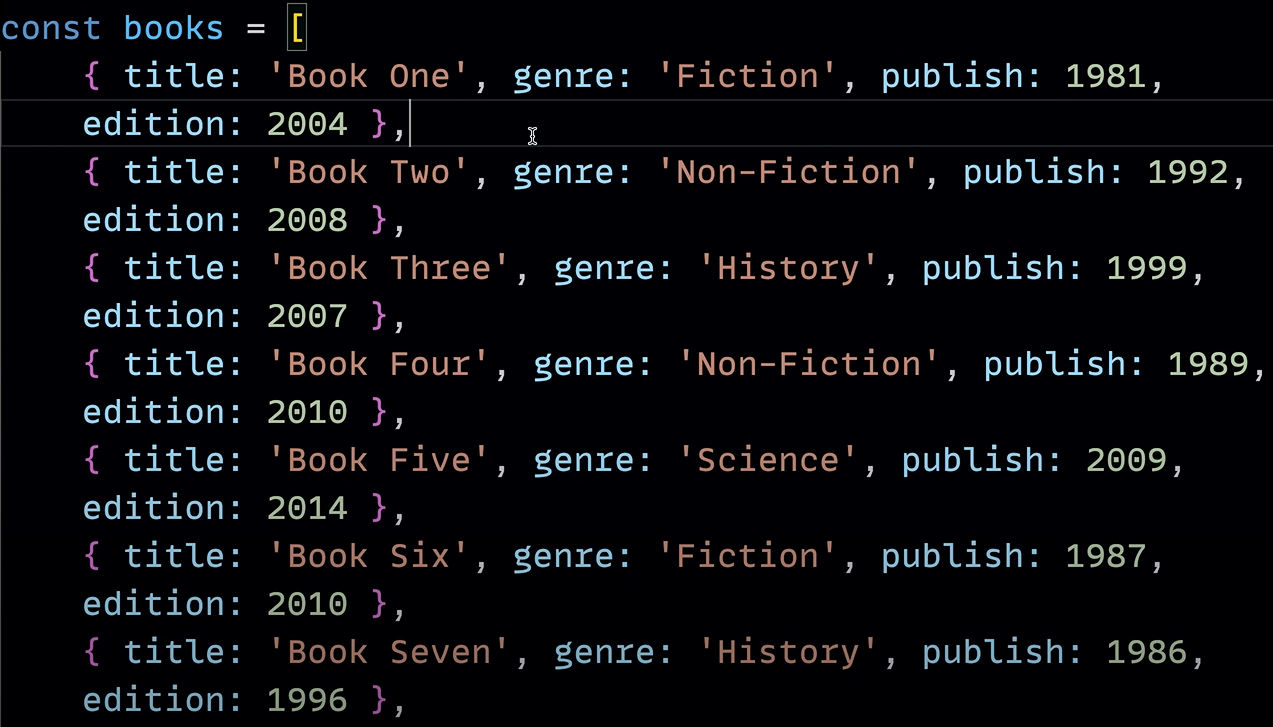 const books = [
{ title: 'Book One', genre: 'Fiction', publish: 1981,
edition: 2004 },
{ title: 'Book Two', genre: 'Non-Fiction', publish: 1992,
edition: 2008 },
{ title: 'Book Three', genre: 'History', publish: 1999,
edition: 2007 },
{ title: 'Book Four', genre: 'Non-Fiction', publish: 1989,
edition: 2010 },
{ title: 'Book Five', genre: 'Science', publish: 2009,
edition: 2014 },
{ title: 'Book Six', genre: 'Fiction', publish: 1987,
edition: 2010 },
{ title: 'Book Seven', genre: 'History', publish: 1986,
edition: 1996 },